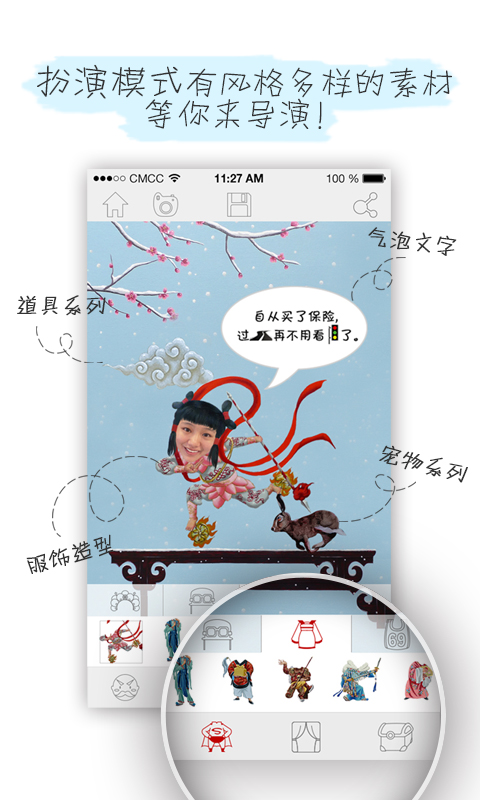 扮演模式有风格多样的素材
等你来导演！
CMCC 11:27 AM 100 %
气泡文字
道具系列
自从买了保险，
过再不用看了。
宠物系列
服饰造型
69
S